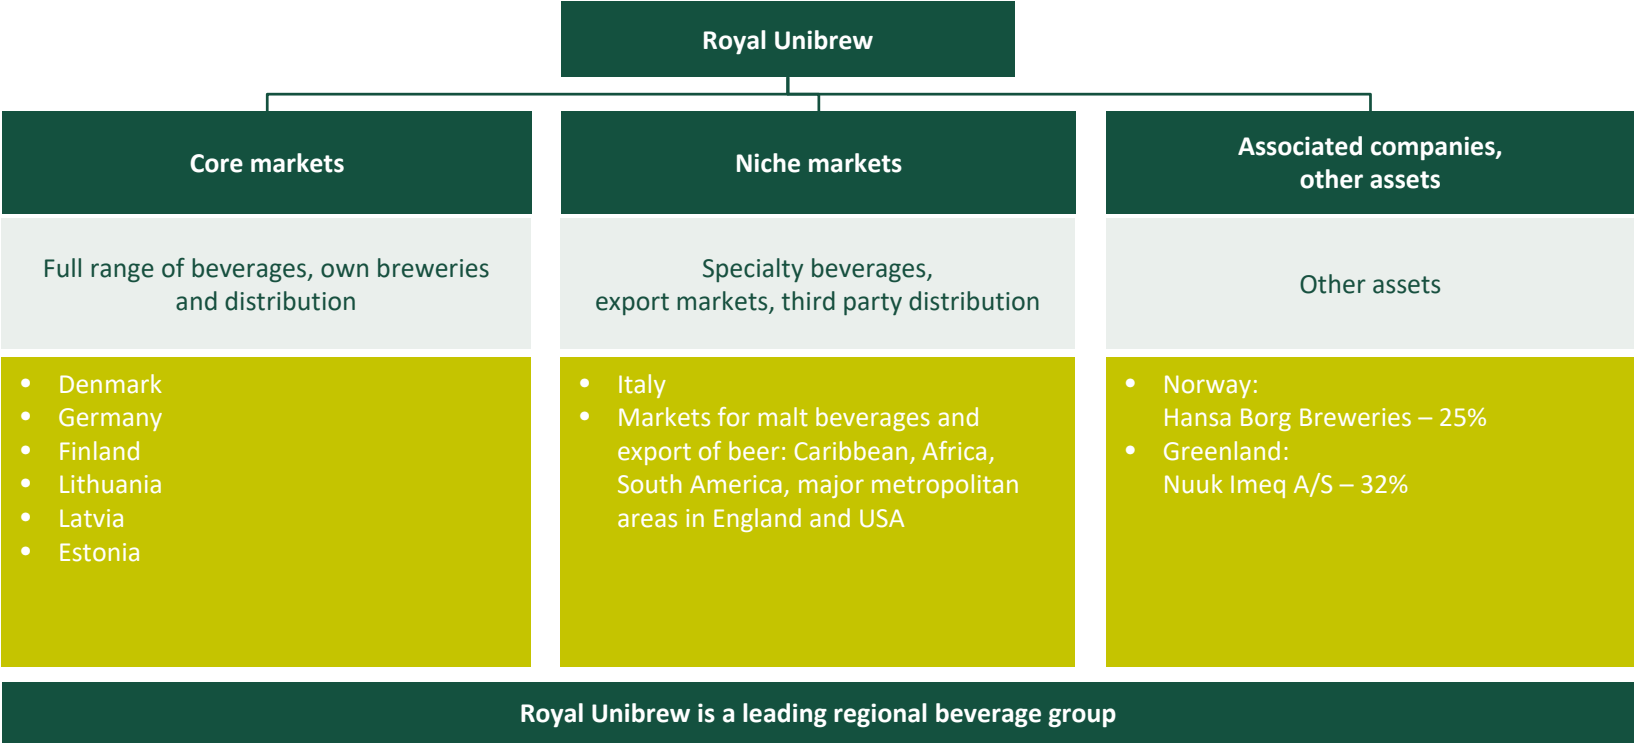 Royal Unibrew
Core markets
Full range of beverages, own breweries
and distribution
• Denmark
• Germany
• Finland
• Lithuania
• Latvia
• Estonia
Niche markets
Specialty beverages,
export markets, third party distribution
• Italy
• Markets for malt beverages and
export of beer: Caribbean, Africa,
South America, major metropolitan
areas in England and USA
Associated companies,
other assets
Other assets
• Norway:
Hansa Borg Breweries – 25%
• Greenland:
Nuuk Imeq A/S – 32%
Royal Unibrew is a leading regional beverage group